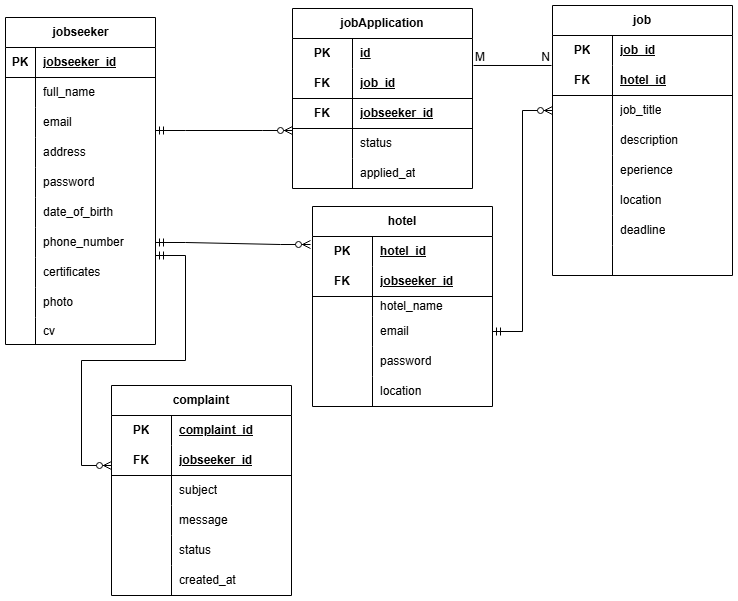 jobseeker
PK jobseeker_id
full_name
email
address
password
date_of_birth
phone_number
certificates
photo
cv
jobApplication
PK id
FK job_id
FK jobseeker_id
status
applied_at
M N
job
PK job_id
FK hotel_id
job_title
description
eperience
location
deadline
hotel
PK hotel_id
FK jobseeker_id
hotel_name
email
password
location
complaint
PK complaint_id
FK jobseeker_id
subject
message
status
created_at